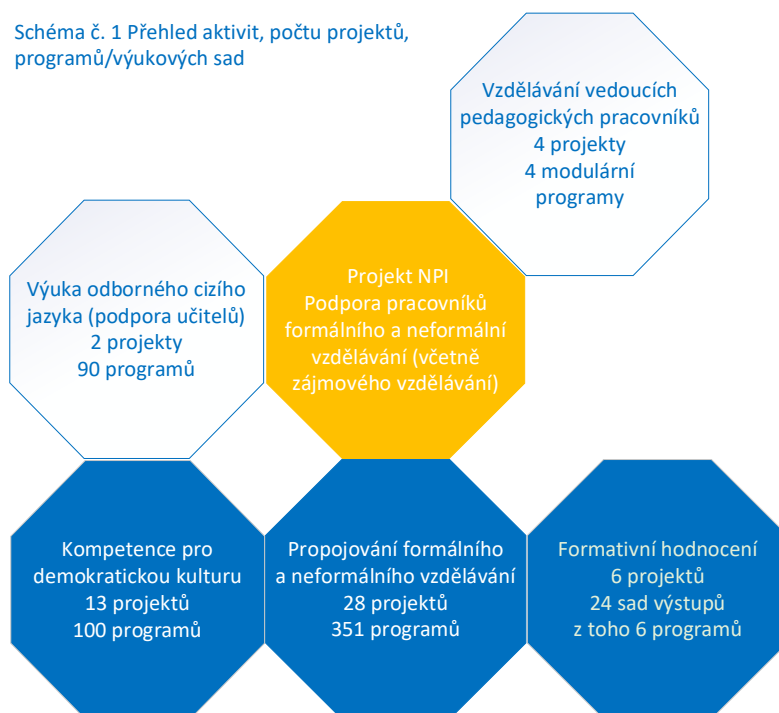 Schéma č. 1 Přehled aktivit, počtu projektů,
programů/výukových sad
Vzdělávání vedoucích
pedagogických pracovníků
4 projekty
4 modulární
programy
Výuka odborného cizího
jazyka (podpora učitelů)
2 projekty
90 programů
Projekt NPI
Podpora pracovníků
formálního a neformální
vzdělávání (včetně
zájmového vzdělávání)
Kompetence pro
demokratickou kulturu
13 projektů
100 programů
Propojování formálního
a neformálního vzdělávání
28 projektů
351 programů
Formativní hodnocení
6 projektů
24 sad výstupů
z toho 6 programů